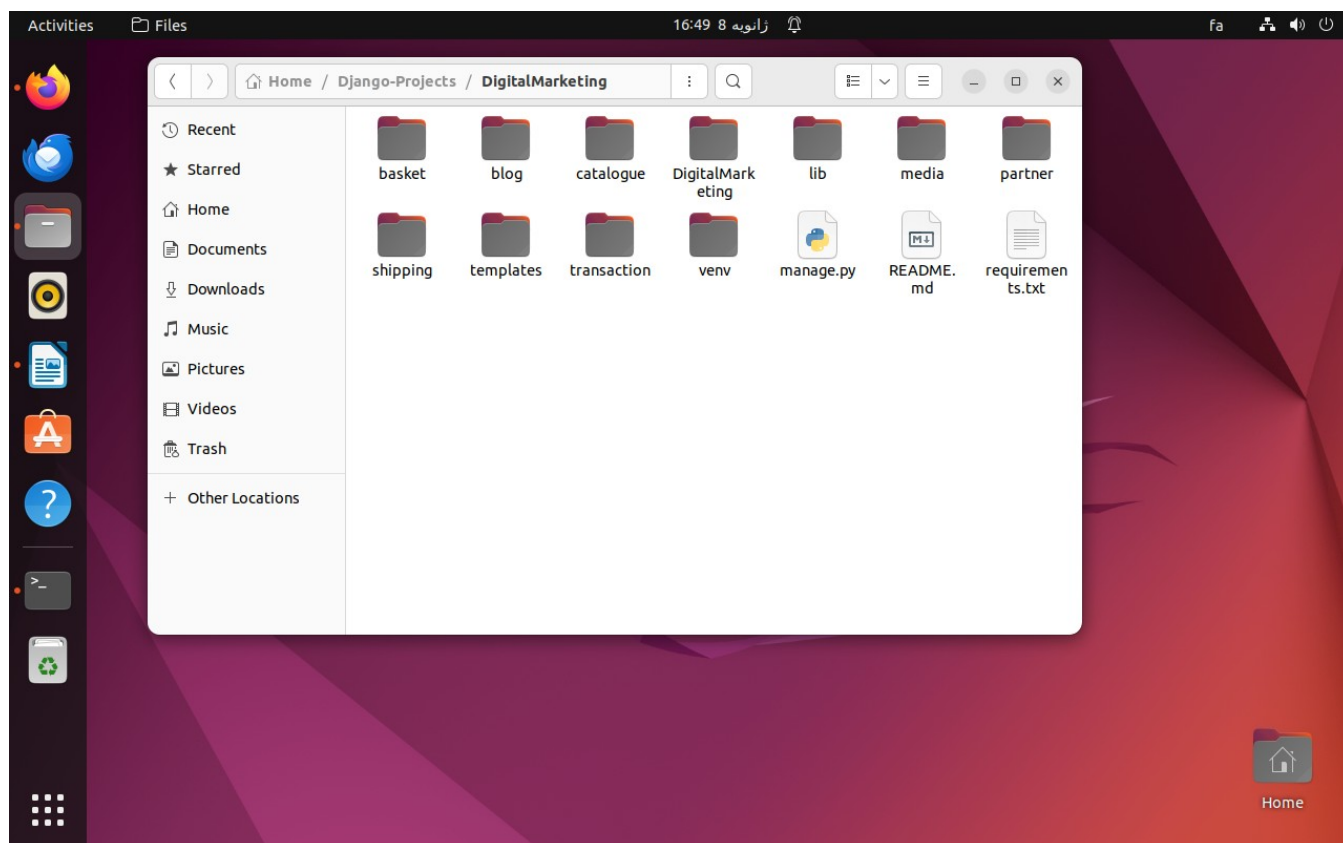 Activities Files 16:49 8 ژانویه fa
Home / Django-Projects / DigitalMarketing
Recent
Starred
Home
Documents
Downloads
Music
Pictures
Videos
Trash
+ Other Locations
basket blog catalogue DigitalMark
eting lib media partner
shipping templates transaction venv manage.py README.
md requiremen
ts.txt
Home